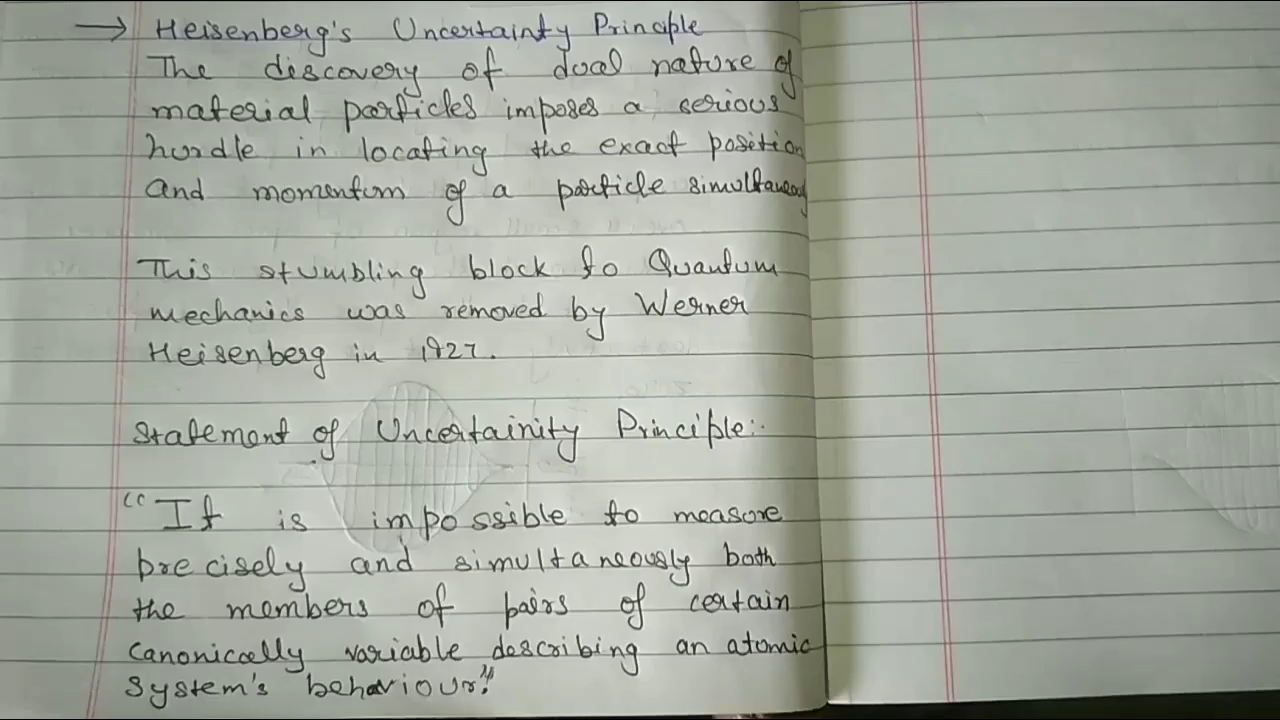 → Heisenberg's Uncertainty Principle
The discovery of dual nature of
material particles imposes a serious
hurdle in locating the exact position
and momentum of a particle simultaneously
This stumbling block to Quantum
mechanics was removed by Werner
Heisenberg in 1927.
Statement of Uncertainity Principle:-
"It is impossible to measure
precisely and simultaneously both
the members of pairs of certain
canonically variable describing an atomic
system's behaviour."